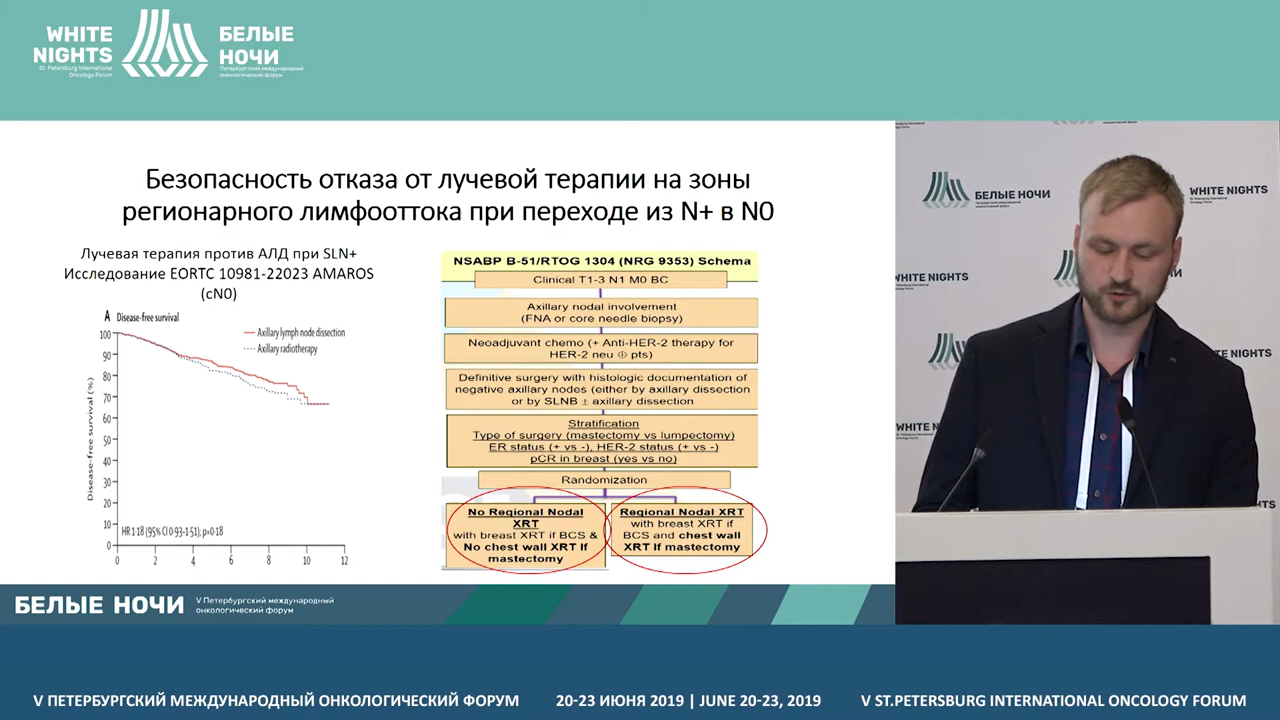 WHITE
NIGHTS
St. Petersburg International
Oncology Forum
БЕЛЫЕ
НОЧИ
Петербургский международный
онкологический форум
Безопасность отказа от лучевой терапии на зоны
регионарного лимфооттока при переходе из N+ в N0
Лучевая терапия против АЛД при SLN+
Исследование EORTC 10981-22023 AMAROS
(cN0)
A Disease-free survival
Axillary lymph node dissection
Axillary radiotherapy
Disease-free survival (%)
100
90
80
70
60
50
40
30
20
10
0
HR 1·18 (95% CI 0·93–1·51); p=0·18
0 2 4 6 8 10 12
NSABP B-51/RTOG 1304 (NRG 9353) Schema
Clinical T1-3 N1 M0 BC
Axillary nodal involvement
(FNA or core needle biopsy)
Neoadjuvant chemo (+ Anti-HER-2 therapy for
HER-2 neu ⊕ pts)
Definitive surgery with histologic documentation of
negative axillary nodes (either by axillary dissection
or by SLNB ± axillary dissection
Stratification
Type of surgery (mastectomy vs lumpectomy)
ER status (+ vs -), HER-2 status (+ vs -)
pCR in breast (yes vs no)
Randomization
No Regional Nodal
XRT
with breast XRT if BCS &
No chest wall XRT If
mastectomy
Regional Nodal XRT
with breast XRT if
BCS and chest wall
XRT If mastectomy
БЕЛЫЕ НОЧИ
WHITE NIGHTS
БЕЛЫЕ НОЧИ
WHITE NIGHTS
WHITE NIGHTS
БЕЛЫЕ НОЧИ
V Петербургский международный
онкологический форум
V ПЕТЕРБУРГСКИЙ МЕЖДУНАРОДНЫЙ ОНКОЛОГИЧЕСКИЙ ФОРУМ
20-23 ИЮНЯ 2019 | JUNE 20-23, 2019
V ST.PETERSBURG INTERNATIONAL ONCOLOGY FORUM